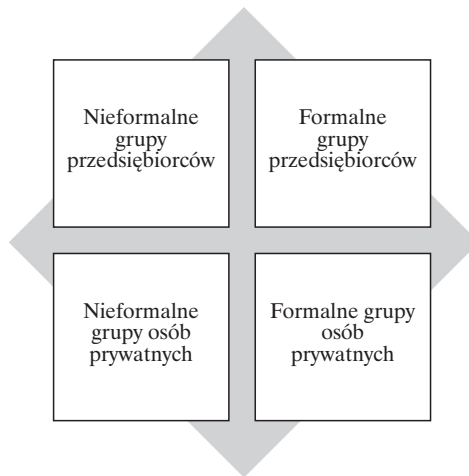 Nieformalne
grupy
przedsiębiorców
Formalne
grupy
przedsiębiorców
Nieformalne
grupy osób
prywatnych
Formalne grupy
osób
prywatnych